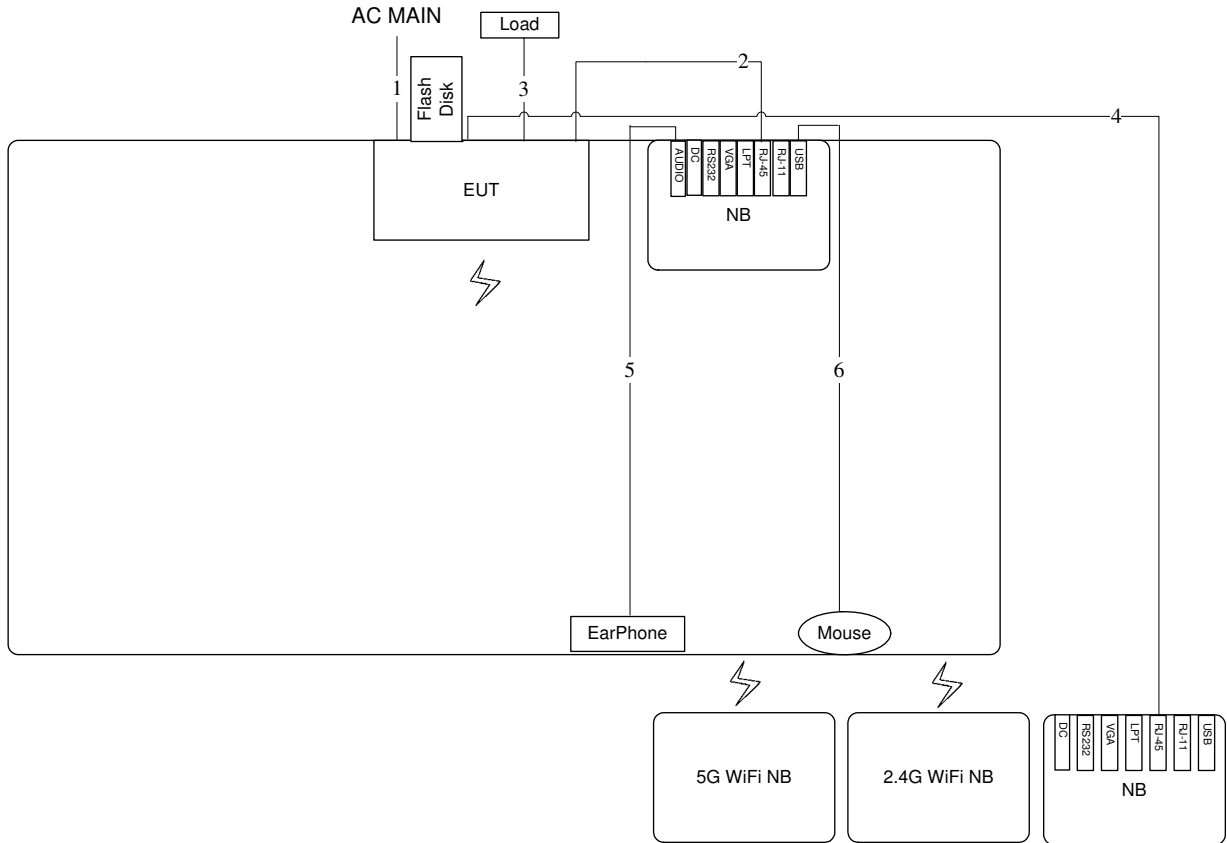 AC MAIN
Load
1
Flash
Disk
3
2
4
EUT
AUDIO
DC
RS232
VGA
LPT
RJ-45
RJ-11
USB
NB
5
6
EarPhone
Mouse
5G WiFi NB
2.4G WiFi NB
DC
RS232
VGA
LPT
RJ-45
RJ-11
USB
NB